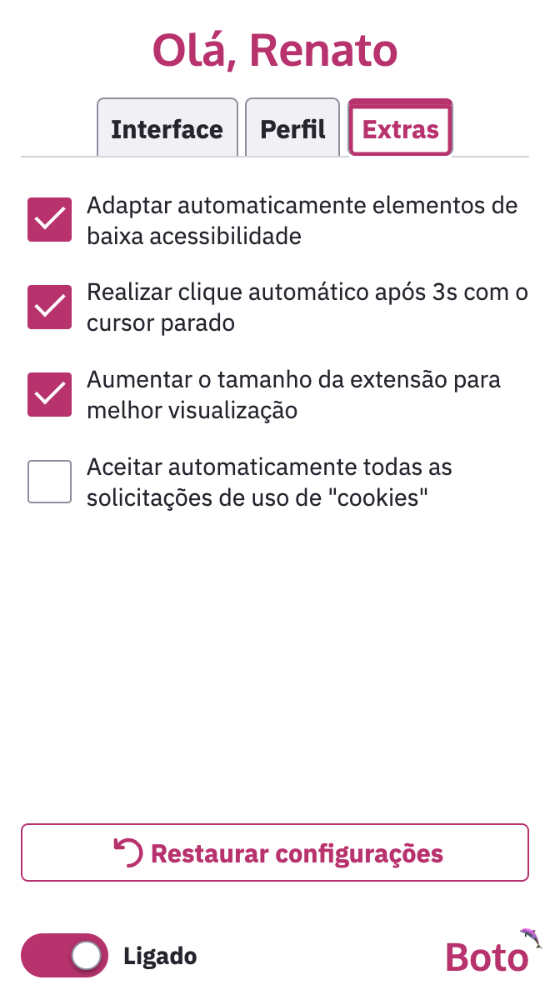 Olá, Renato
Interface
Perfil
Extras
Adaptar automaticamente elementos de
baixa acessibilidade
Realizar clique automático após 3s com o
cursor parado
Aumentar o tamanho da extensão para
melhor visualização
Aceitar automaticamente todas as
solicitações de uso de "cookies"
Restaurar configurações
Ligado
Boto